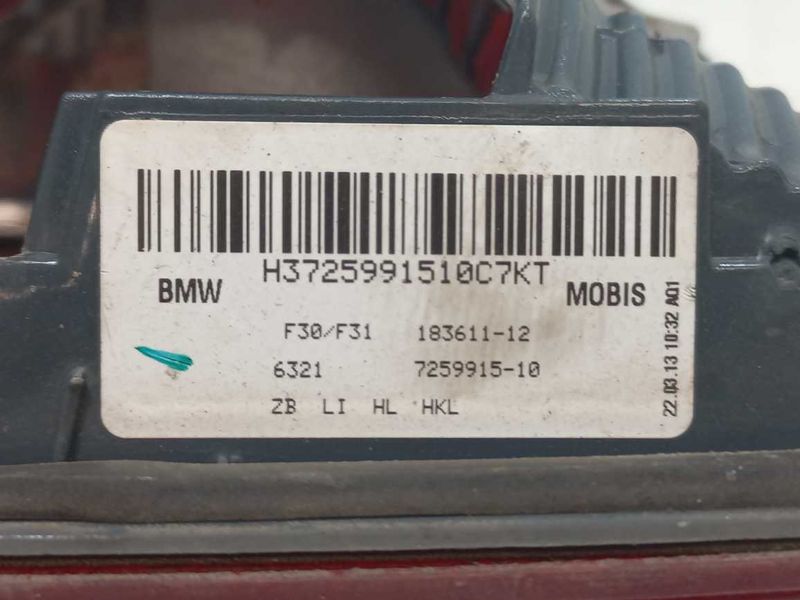 H3725991510C7KT
BMW MOBIS
F30/F31 183611-12
6321 7259915-10
ZB LI HL HKL
22.03.13 10:32 A01